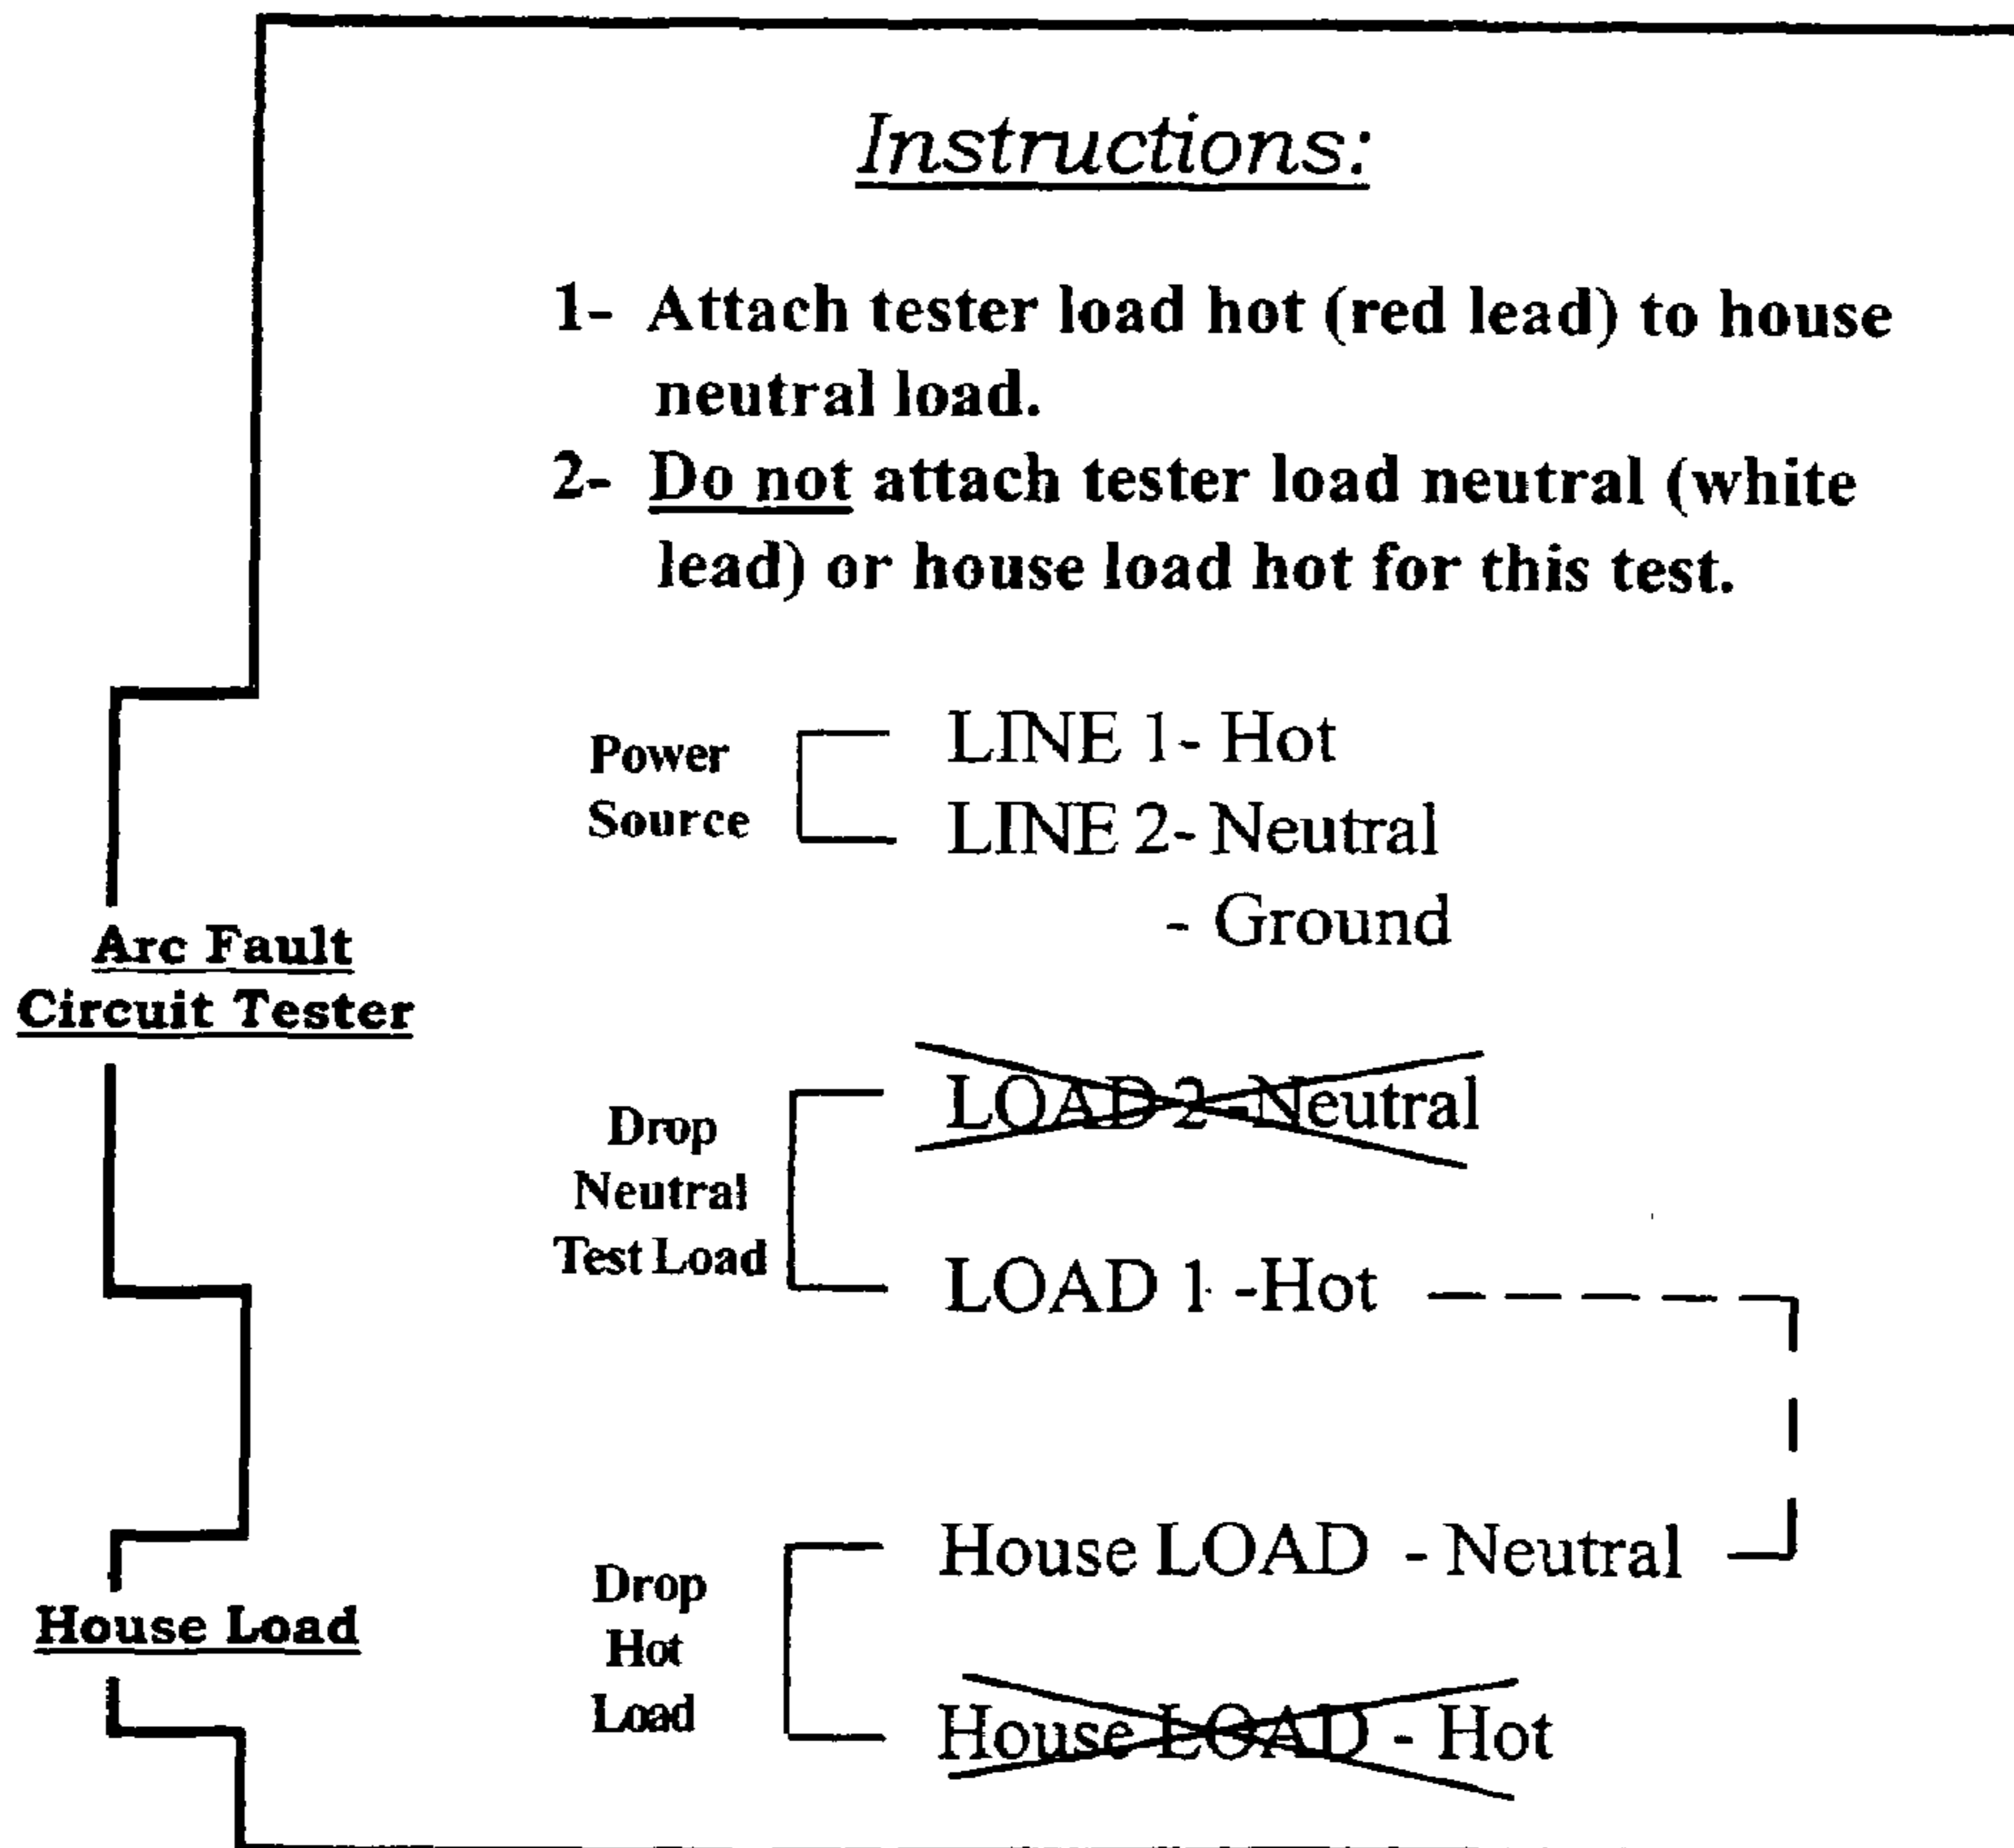 Instructions:
1- Attach tester load hot (red lead) to house
neutral load.
2- Do not attach tester load neutral (white
lead) or house load hot for this test.
Power
Source
LINE 1- Hot
LINE 2- Neutral
- Ground
Arc Fault
Circuit Tester
Drop
Neutral
Test Load
LOAD 2 -Neutral
LOAD 1 -Hot
House Load
Drop
Hot
Load
House LOAD - Neutral
House LOAD - Hot